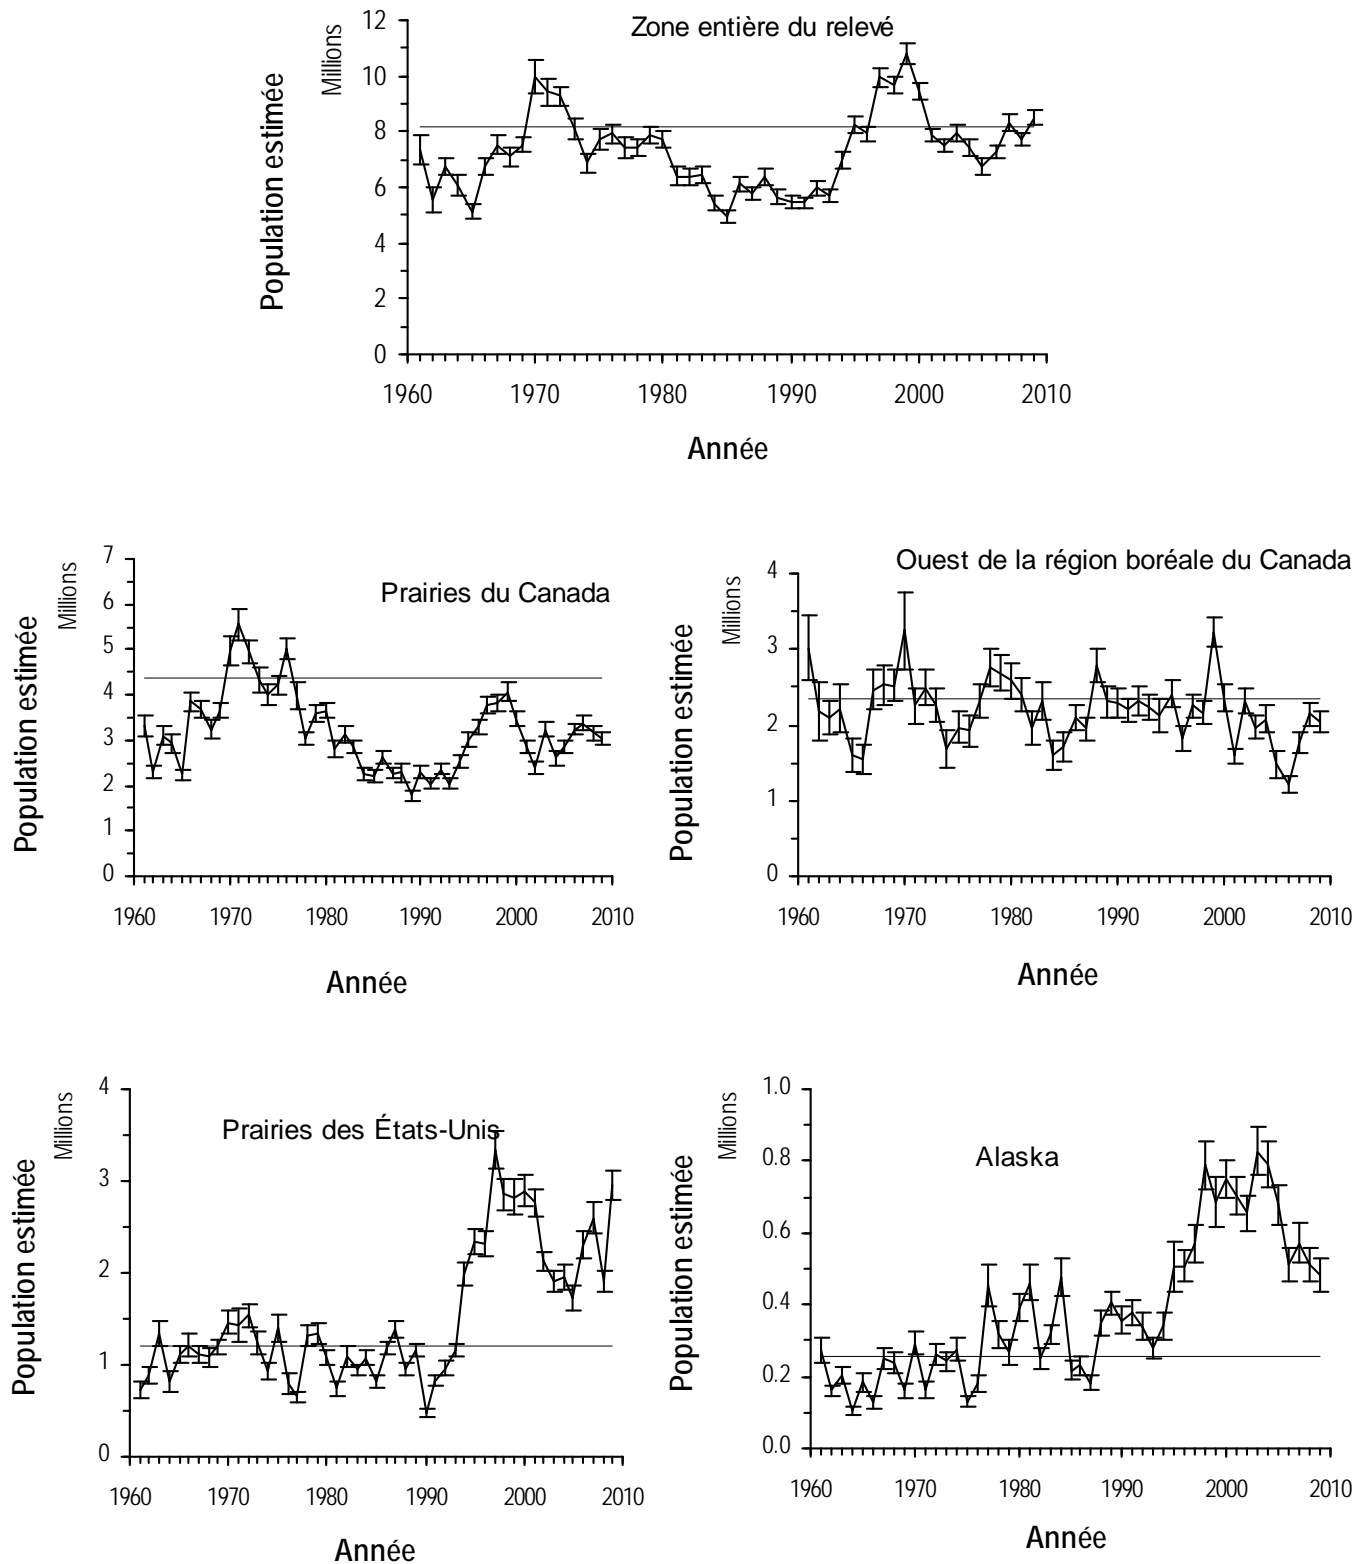 Zone entière du relevé
Millions
Population estimée
12
10
8
6
4
2
0
1960 1970 1980 1990 2000 2010
Année
Prairies du Canada
Millions
Population estimée
7
6
5
4
3
2
1
0
1960 1970 1980 1990 2000 2010
Année
Ouest de la région boréale du Canada
Millions
Population estimée
4
3
2
1
0
1960 1970 1980 1990 2000 2010
Année
Prairies des États-Unis
Millions
Population estimée
4
3
2
1
0
1960 1970 1980 1990 2000 2010
Année
Alaska
Millions
Population estimée
1.0
0.8
0.6
0.4
0.2
0.0
1960 1970 1980 1990 2000 2010
Année